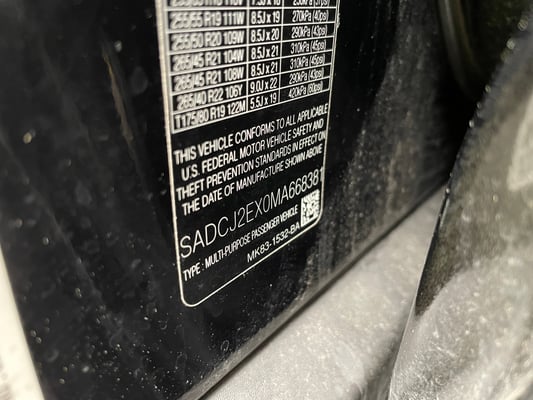 255/55 R19 111W 8.5J x 19 270kPa (40psi)
255/50 R20 109W 8.5J x 20 290kPa (43psi)
265/45 R21 104W 8.5J x 21 310kPa (45psi)
265/45 R21 108W 8.5J x 21 310kPa (45psi)
265/40 R22 106Y 9.0J x 22 290kPa (43psi)
T175/80 R19 122M 5.5J x 19 420kPa (60psi)
THIS VEHICLE CONFORMS TO ALL APPLICABLE
U.S. FEDERAL MOTOR VEHICLE SAFETY AND
THEFT PREVENTION STANDARDS IN EFFECT ON
THE DATE OF MANUFACTURE SHOWN ABOVE
SADCJ2EX0MA668381
TYPE : MULTI-PURPOSE PASSENGER VEHICLE
MK83-1532-BA